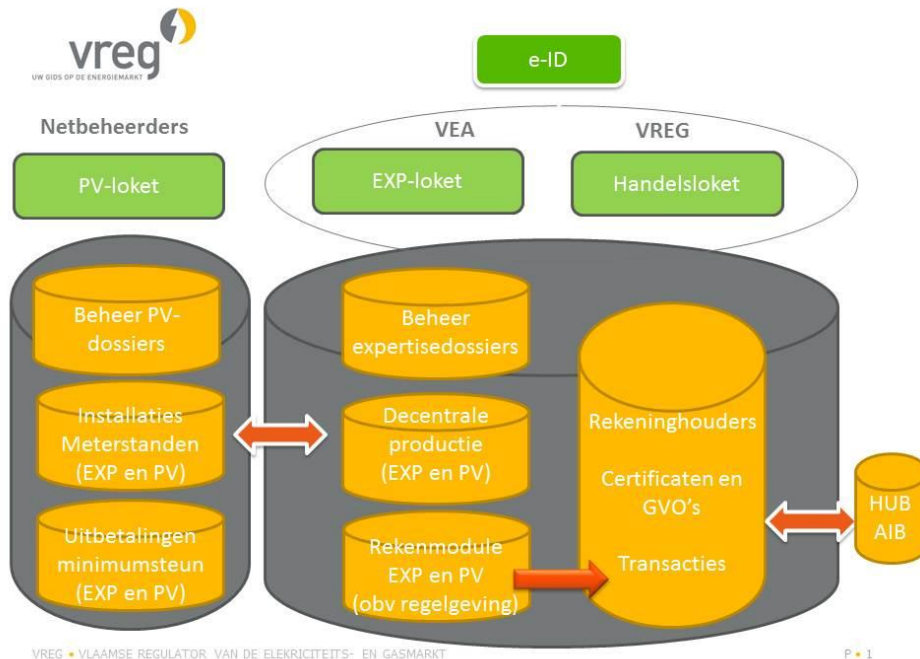 vreg
UW GIDS OP DE ENERGIEMARKT
e-ID
Netbeheerders
VEA
VREG
PV-loket
EXP-loket
Handelsloket
Beheer PV-
dossiers
Installaties
Meterstanden
(EXP en PV)
Uitbetalingen
minimumsteun
(EXP en PV)
Beheer
expertisedossiers
Decentrale
productie
(EXP en PV)
Rekenmodule
EXP en PV
(obv regelgeving)
Rekeninghouders
Certificaten en
GVO's
Transacties
HUB
AIB
VREG • VLAAMSE REGULATOR VAN DE ELEKRICITEITS- EN GASMARKT
P • 1